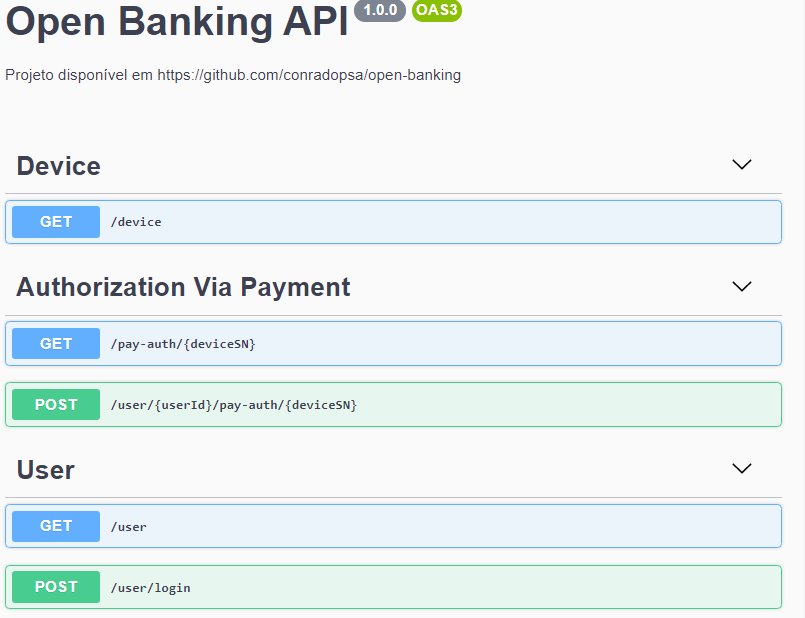 Open Banking API 1.0.0 OAS3
Projeto disponível em https://github.com/conradopsa/open-banking
Device
GET /device
Authorization Via Payment
GET /pay-auth/{deviceSN}
POST /user/{userId}/pay-auth/{deviceSN}
User
GET /user
POST /user/login